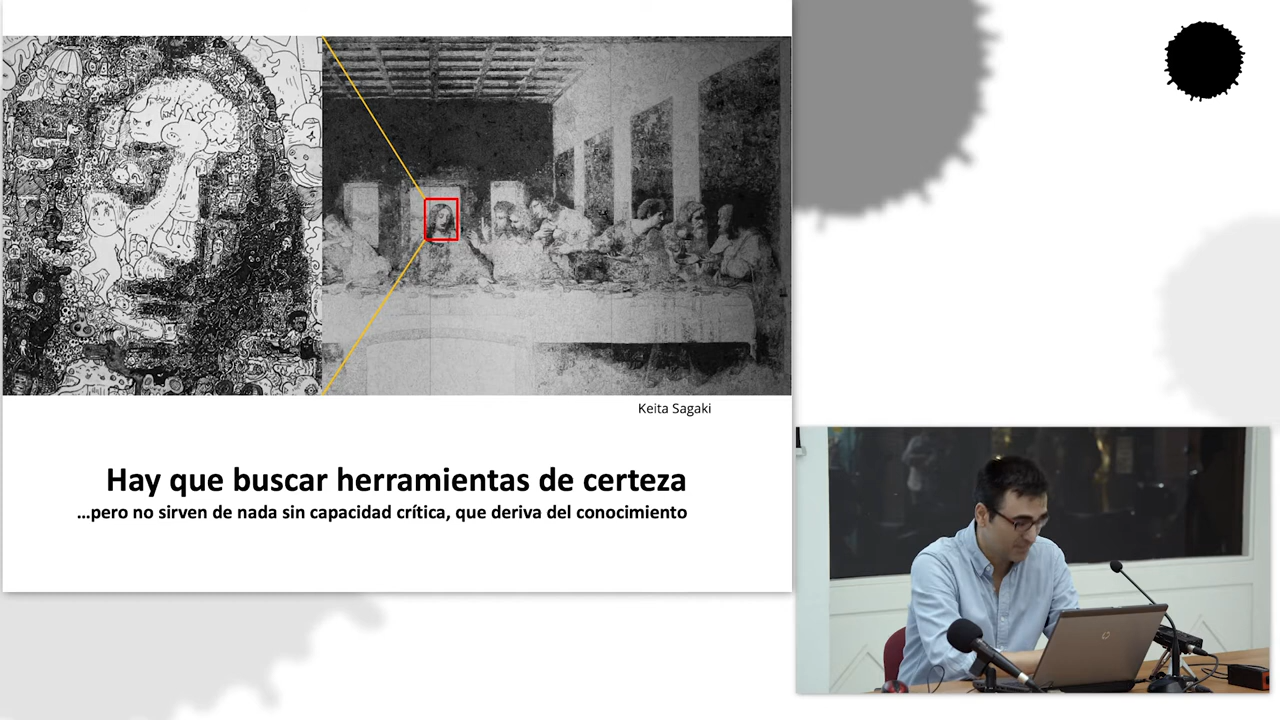 Keita Sagaki
Hay que buscar herramientas de certeza
...pero no sirven de nada sin capacidad crítica, que deriva del conocimiento